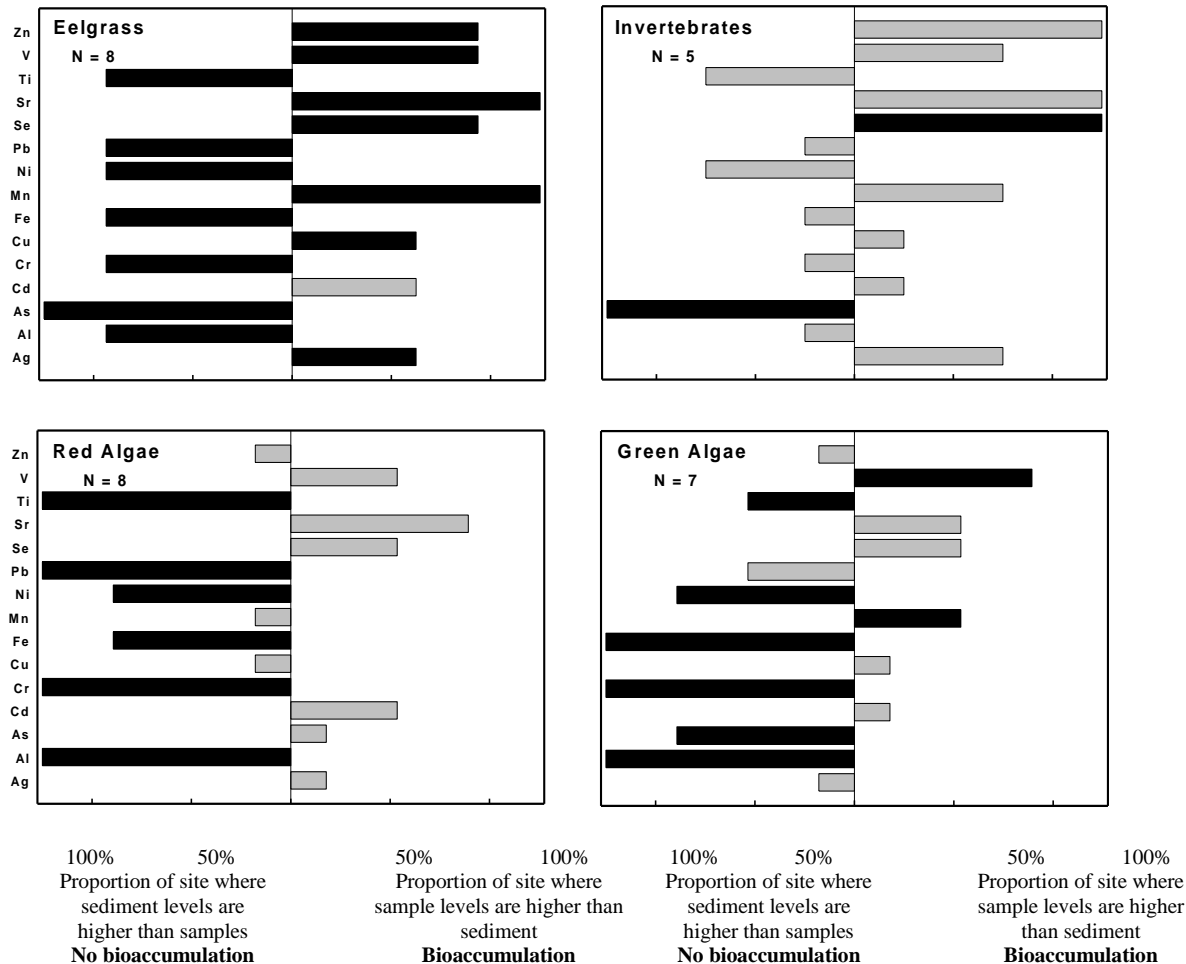 Eelgrass
N = 8
Zn
V
Ti
Sr
Se
Pb
Ni
Mn
Fe
Cu
Cr
Cd
As
Al
Ag
Invertebrates
N = 5
Red Algae
N = 8
Zn
V
Ti
Sr
Se
Pb
Ni
Mn
Fe
Cu
Cr
Cd
As
Al
Ag
Green Algae
N = 7
100% 50% 50% 100% 100% 50% 50% 100%
Proportion of site where
sediment levels are
higher than samples
No bioaccumulation
Proportion of site where
sample levels are higher than
sediment
Bioaccumulation
Proportion of site where
sediment levels are
higher than samples
No bioaccumulation
Proportion of site where
sample levels are higher
than sediment
Bioaccumulation